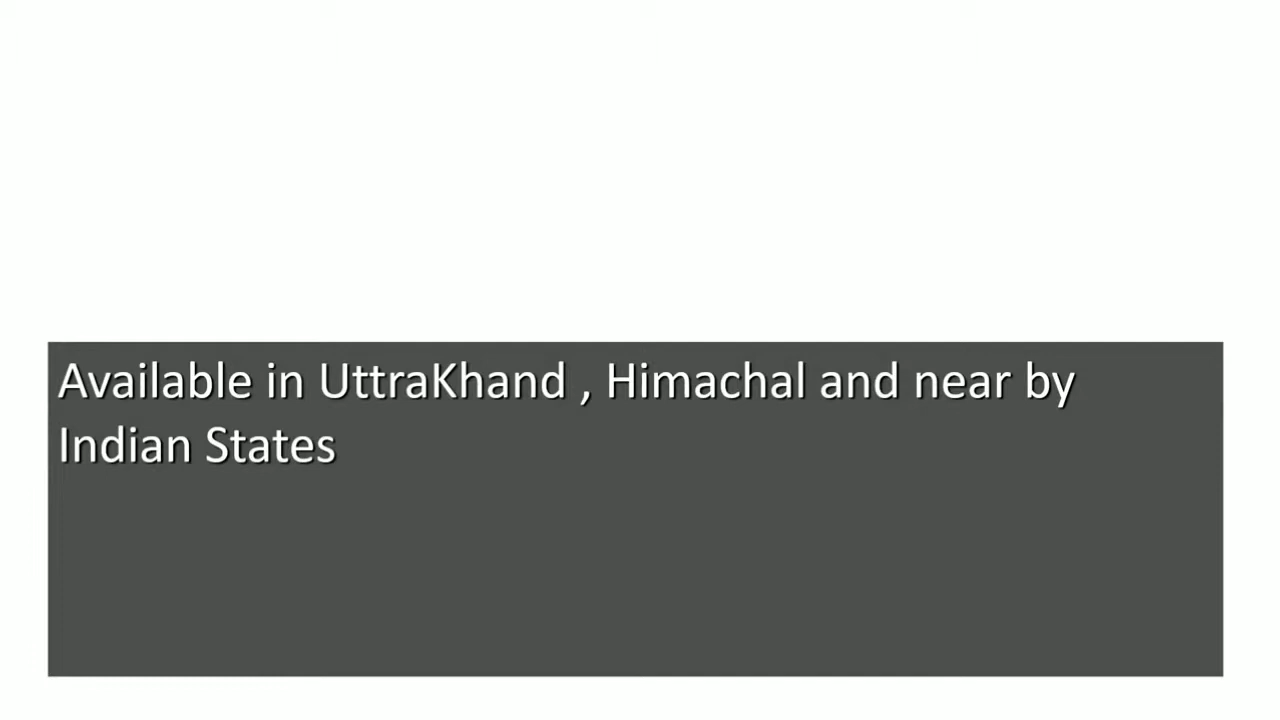 Available in UttraKhand , Himachal and near by
Indian States